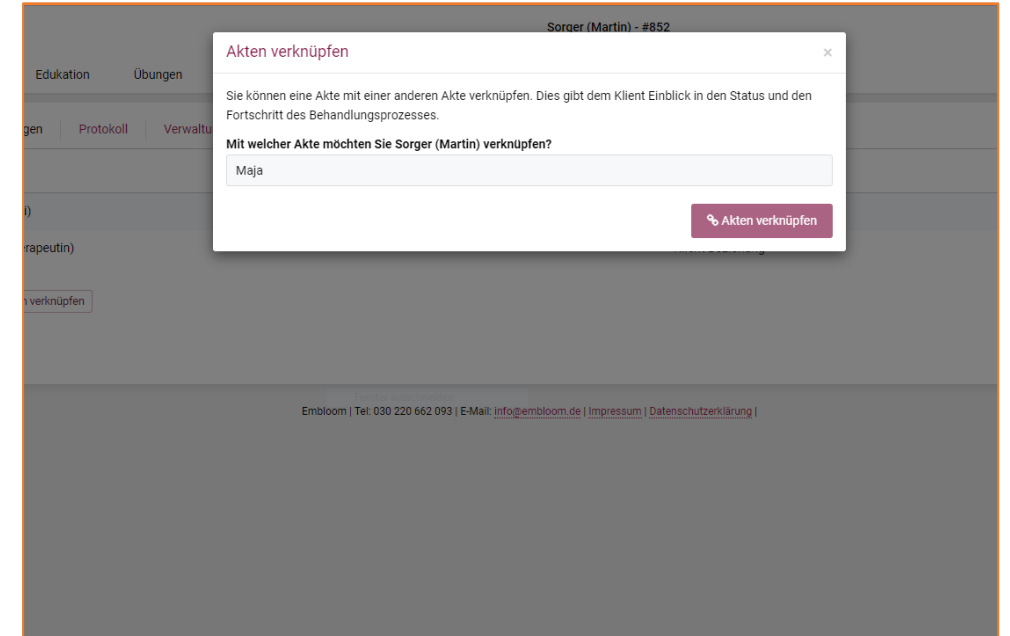 Sorger (Martin) - #852
Akten verknüpfen ×
Edukation Übungen
Sie können eine Akte mit einer anderen Akte verknüpfen. Dies gibt dem Klient Einblick in den Status und den
Fortschritt des Behandlungsprozesses.
gen Protokoll Verwaltu
Mit welcher Akte möchten Sie Sorger (Martin) verknüpfen?
Maja
Akten verknüpfen
rapeutin)
n verknüpfen
Embloom | Tel: 030 220 662 093 | E-Mail: info@embloom.de | Impressum | Datenschutzerklärung |